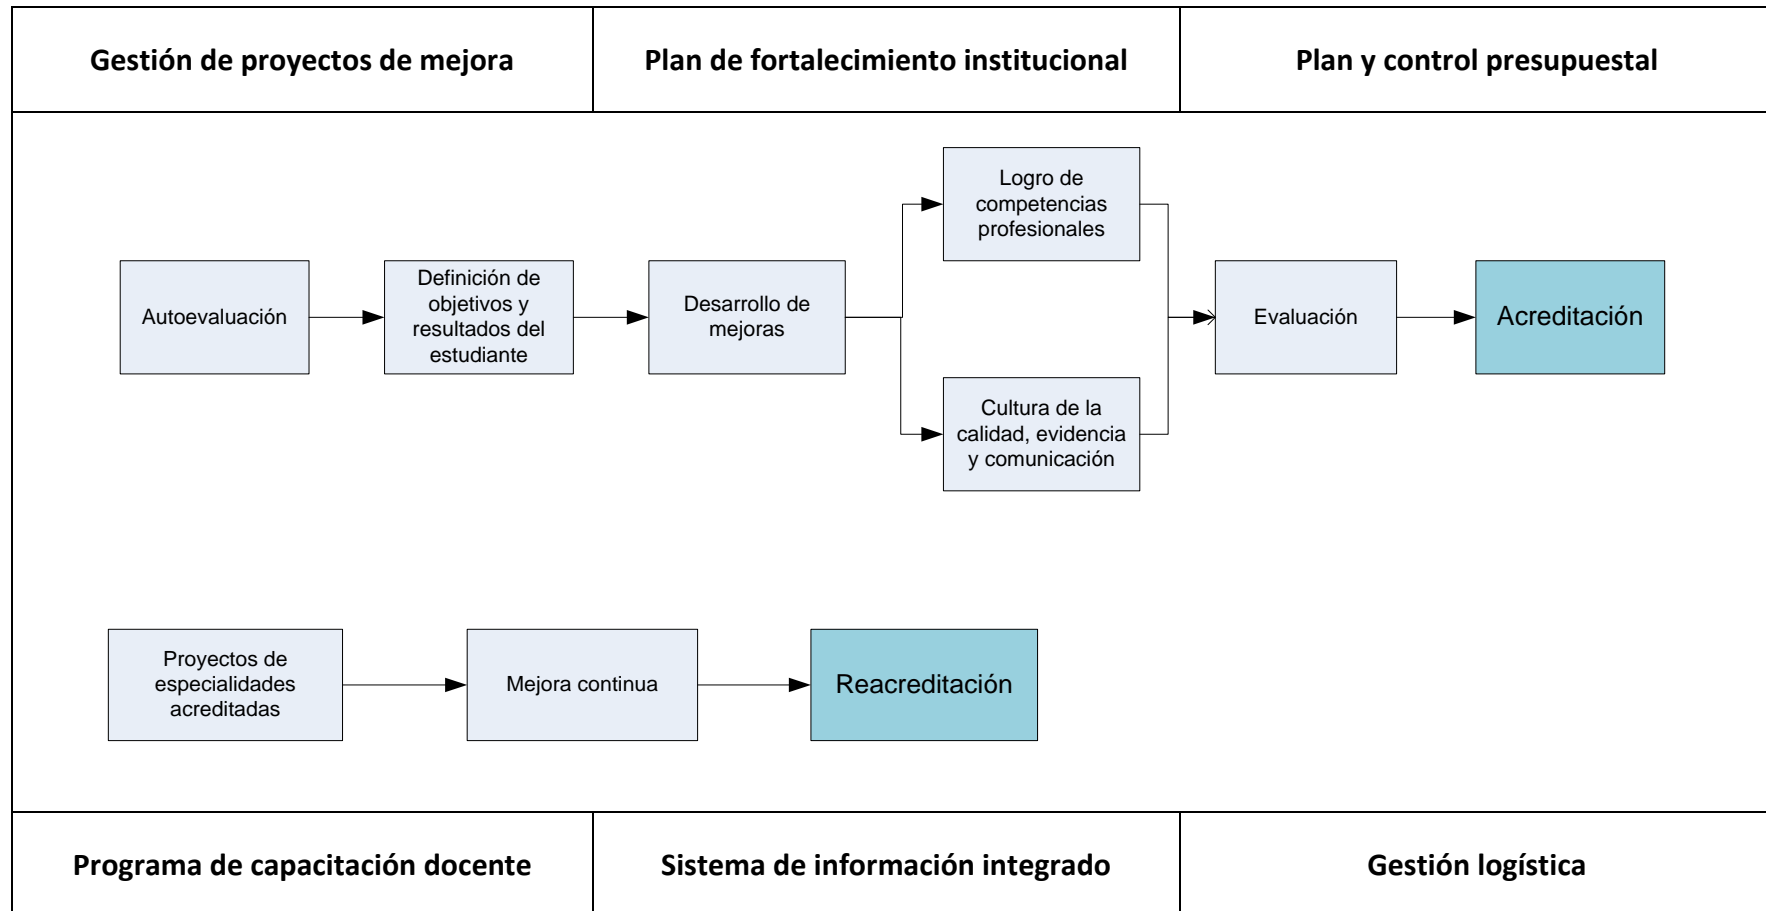 Gestión de proyectos de mejora
Plan de fortalecimiento institucional
Plan y control presupuestal
Logro de
competencias
profesionales
Autoevaluación
Definición de
objetivos y
resultados del
estudiante
Desarrollo de
mejoras
Evaluación
Acreditación
Cultura de la
calidad, evidencia
y comunicación
Proyectos de
especialidades
acreditadas
Mejora continua
Reacreditación
Programa de capacitación docente
Sistema de información integrado
Gestión logística